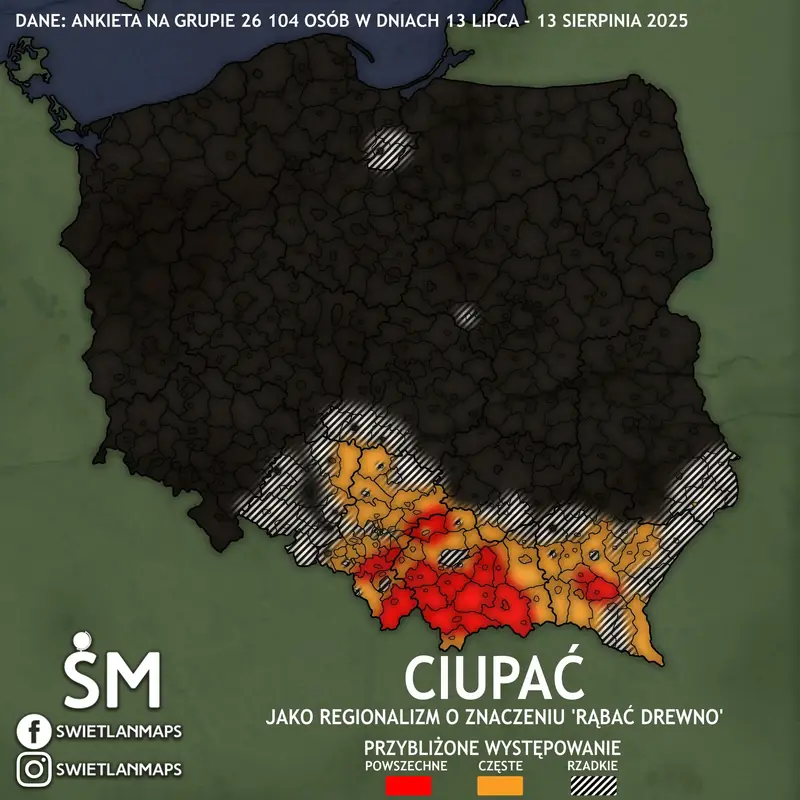 DANE: ANKIETA NA GRUPIE 26 104 OSÓB W DNIACH 13 LIPCA - 13 SIERPNIA 2025
ŚM
SWIETLANMAPS
SWIETLANMAPS
CIUPAĆ
JAKO REGIONALIZM O ZNACZENIU 'RĄBAĆ DREWNO'
PRZYBLIŻONE WYSTĘPOWANIE
POWSZECHNE CZĘSTE RZADKIE